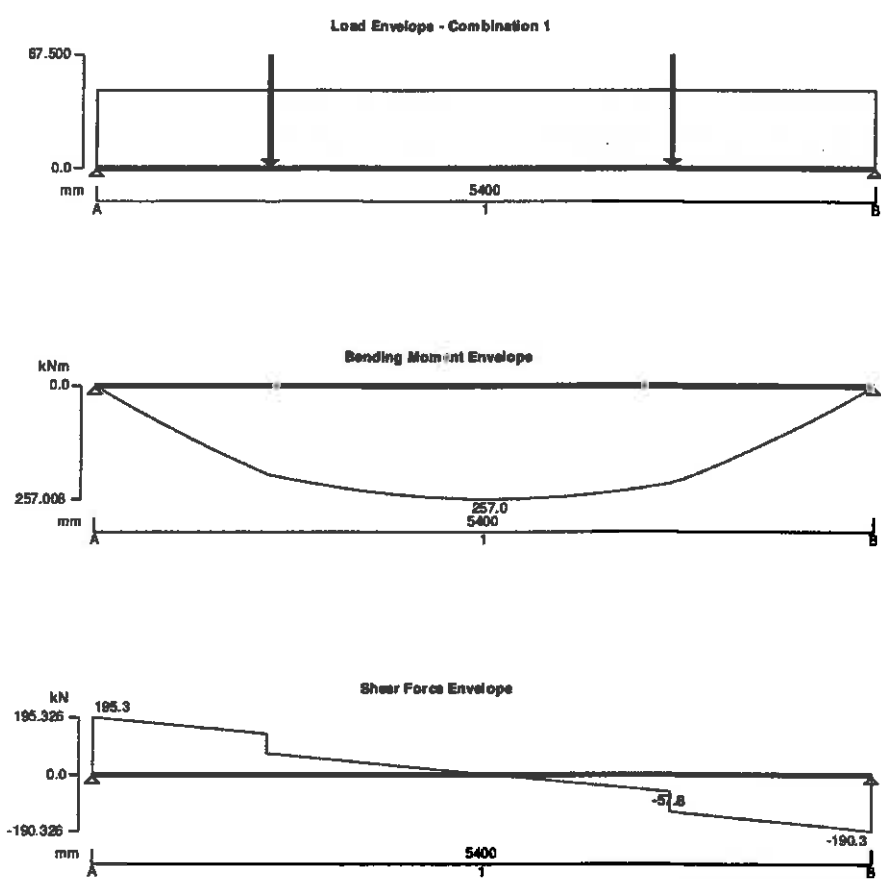 Load Envelope - Combination 1
67.500
0.0
mm
5400
A
1
B
Bending Moment Envelope
kNm
0.0
257.008
257.0
mm
5400
A
1
B
Shear Force Envelope
kN
195.326
195.3
0.0
-57.8
-190.326
-190.3
mm
5400
A
1
B